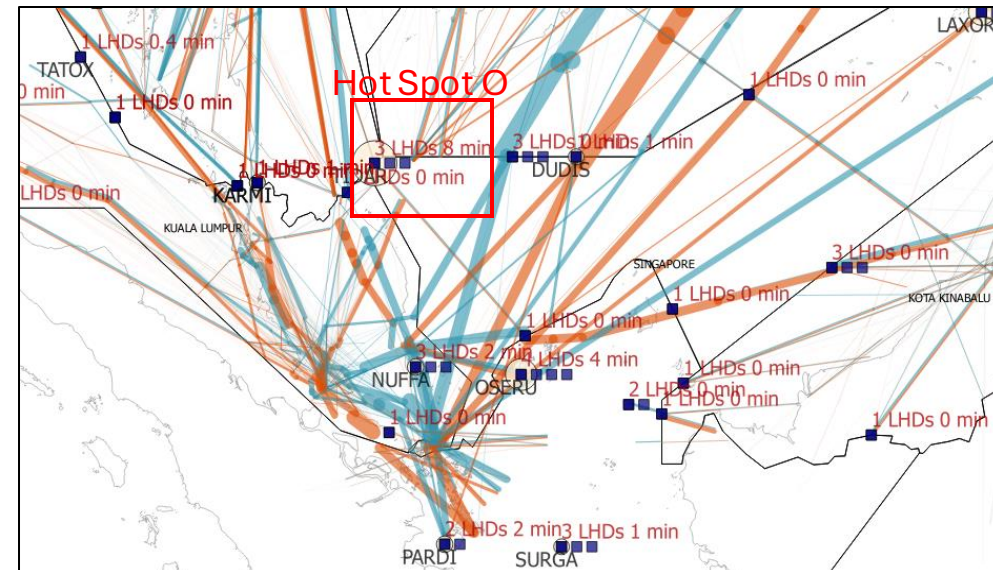 LAXOR
1 LHDs 0.4 min
TATOX
Hot Spot O
1 LHDs 0 min
0 min
1 LHDs 0 min
3 LHDs 8 min
3 LHDs
LHDs 1 min
DUDIS
LHDs 0 min
LHDs 0 min
KARMI
KUALA LUMPUR
SINGAPORE
3 LHDs 0 min
KOTA KINABALU
1 LHDs 0 min
1 LHDs 0 min
3 LHDs 2 min
4 LHDs 4 min
NUFFA
OSERU
1 LHDs 0 min
2 LHDs 0 min
1 LHDs 0 min
1 LHDs 0 min
1 LHDs 0 min
2 LHDs 2 min
3 LHDs 1 min
PARDI
SURGA